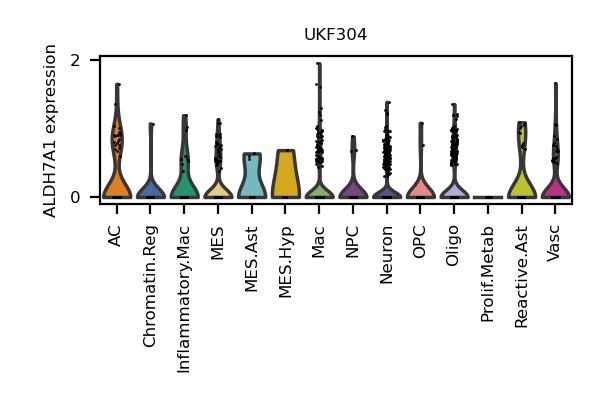 UKF304
ALDH7A1 expression
2
0
AC
Chromatin.Reg
Inflammatory.Mac
MES
MES.Ast
MES.Hyp
Mac
NPC
Neuron
OPC
Oligo
Prolif.Metab
Reactive.Ast
Vasc